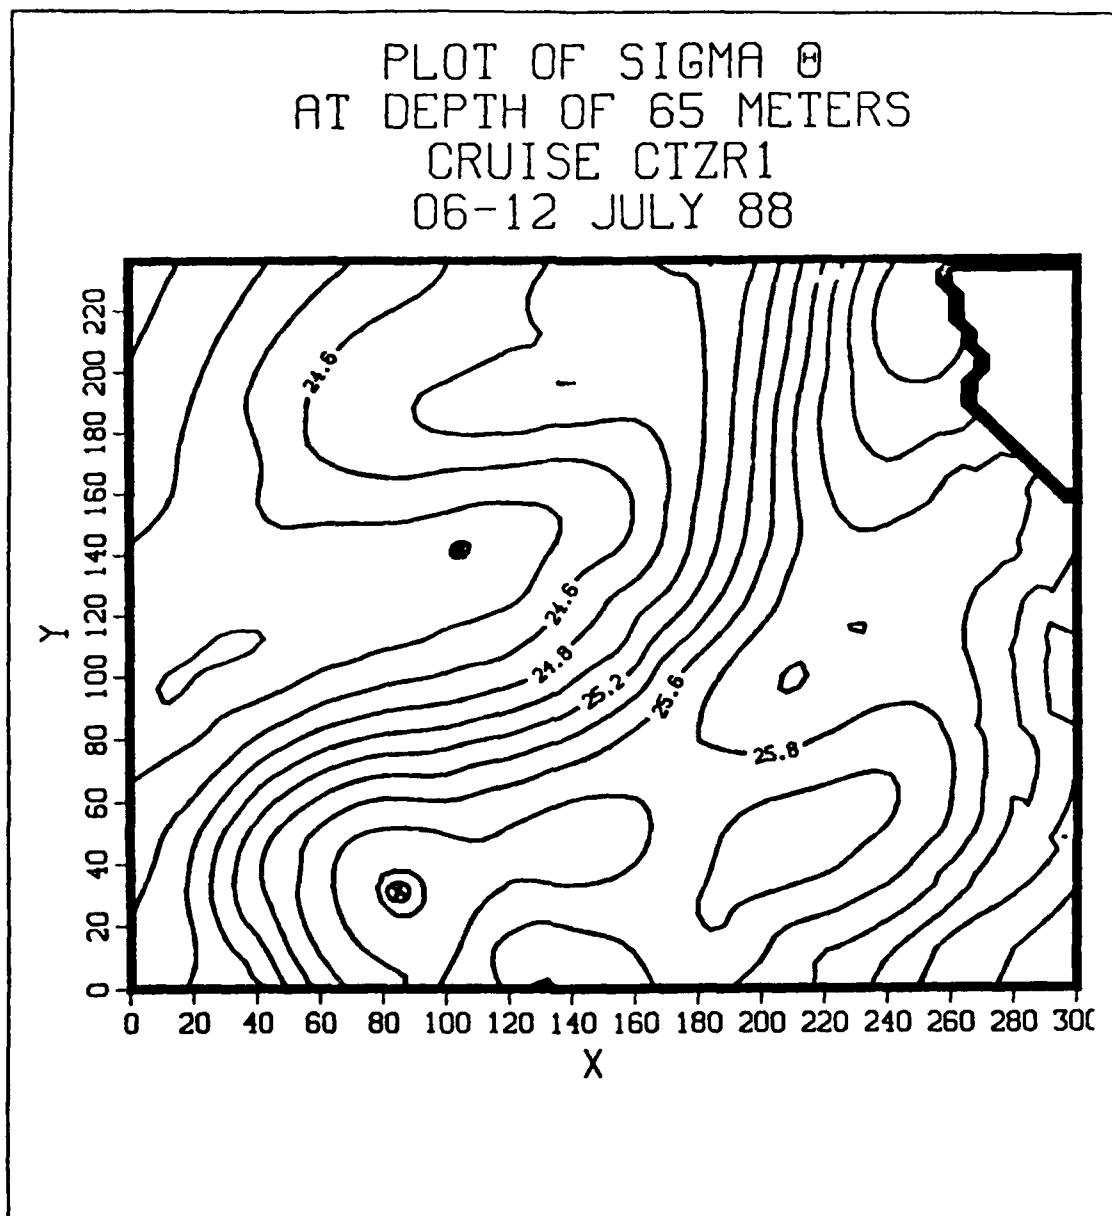 PLOT OF SIGMA Θ
AT DEPTH OF 65 METERS
CRUISE CTZR1
06-12 JULY 88
220
200
180
160
140
120
100
80
60
40
20
0
Y
24.6
24.6
24.8
25.2
25.6
25.8
0 20 40 60 80 100 120 140 160 180 200 220 240 260 280 300
X